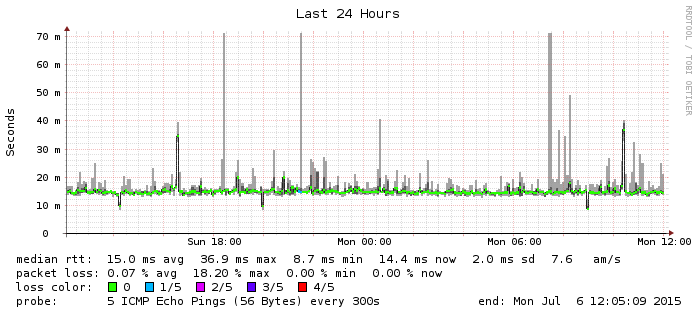 Last 24 Hours
RRDTOOL / TOBI OETIKER
Seconds
70 m
60 m
50 m
40 m
30 m
20 m
10 m
0
Sun 18:00 Mon 00:00 Mon 06:00 Mon 12:00
median rtt: 15.0 ms avg 36.9 ms max 8.7 ms min 14.4 ms now 2.0 ms sd 7.6 am/s
packet loss: 0.07 % avg 18.20 % max 0.00 % min 0.00 % now
loss color: 0 1/5 2/5 3/5 4/5
probe: 5 ICMP Echo Pings (56 Bytes) every 300s end: Mon Jul 6 12:05:09 2015